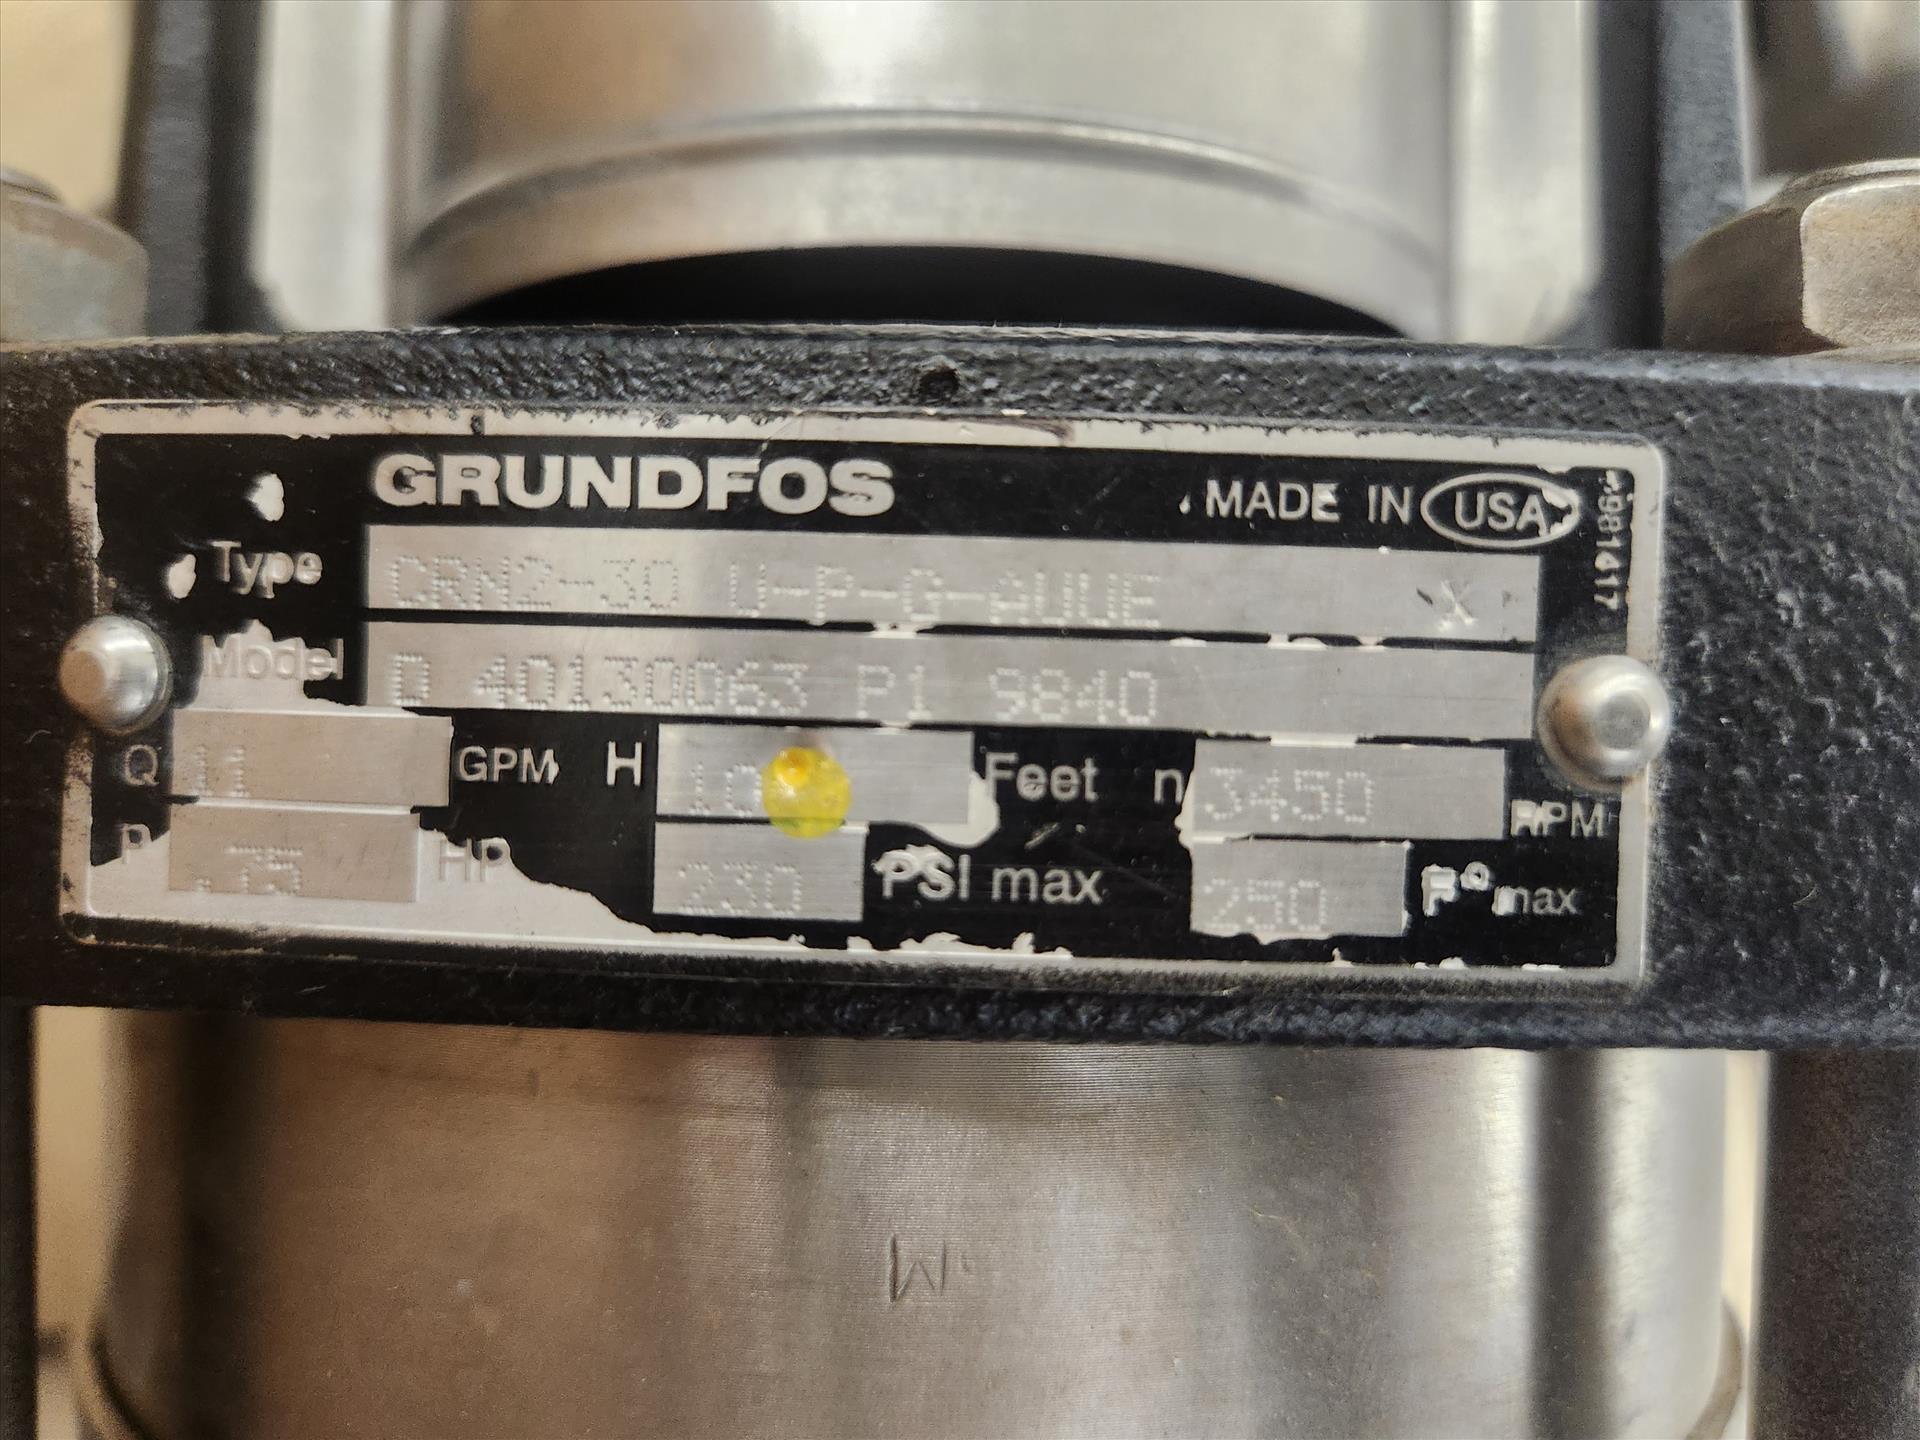 GRUNDFOS
MADE IN USA
Type CRN2-30 U-P-G-AUUE X
Model D 40130063 P1 9840
Q 11 GPM H Feet n 3450 RPM
P .75 HP 230 PSI max 250 F° max
M